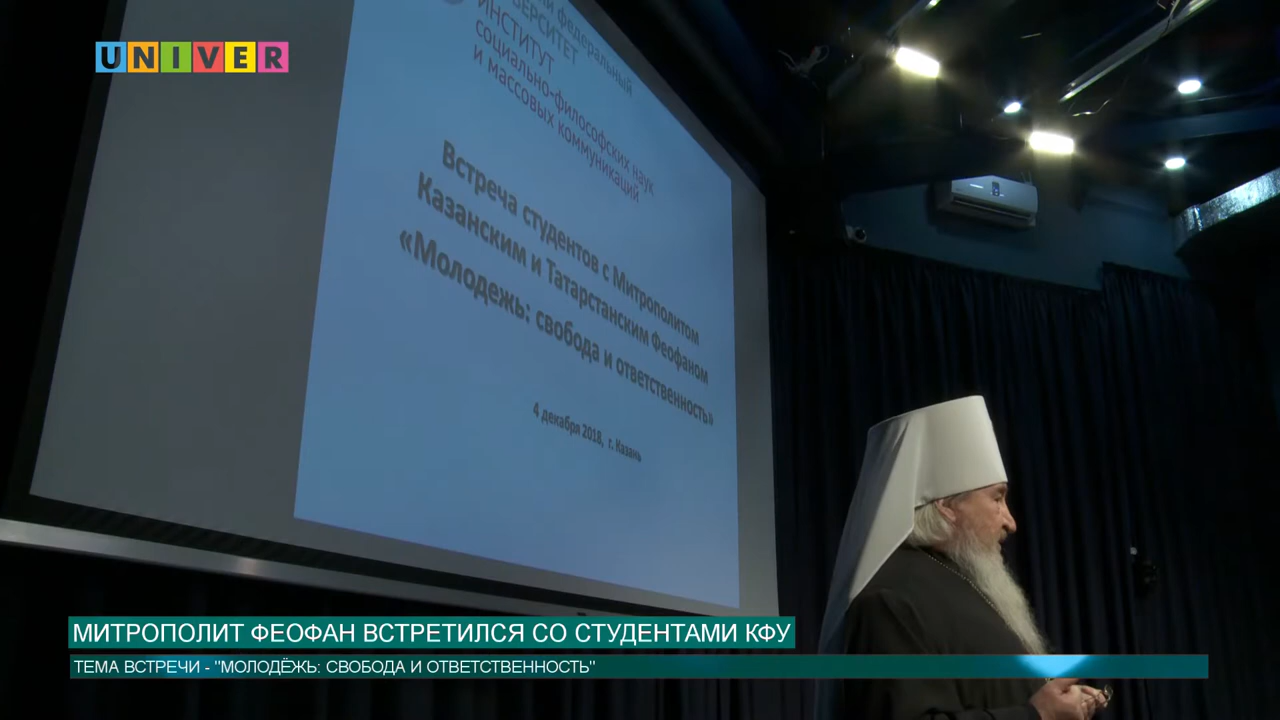 UNIVER
федеральный
ИНСТИТУТ
социально-философских наук
и массовых коммуникаций
Встреча студентов с Митрополитом
Казанским и Татарстанским Феофаном
«Молодежь: свобода и ответственность»
4 декабря 2018, г. Казань
МИТРОПОЛИТ ФЕОФАН ВСТРЕТИЛСЯ СО СТУДЕНТАМИ КФУ
ТЕМА ВСТРЕЧИ - "МОЛОДЁЖЬ: СВОБОДА И ОТВЕТСТВЕННОСТЬ"